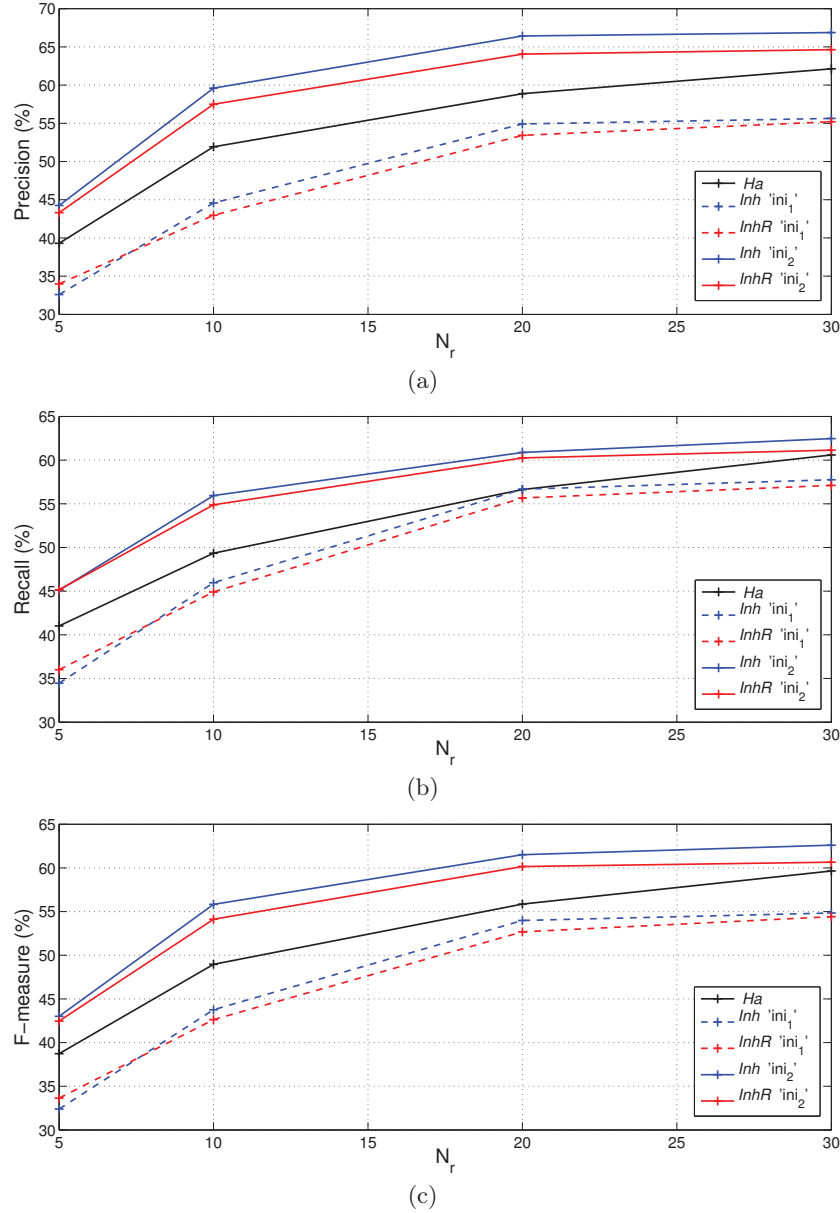 70
65
60
55
50
45
40
35
30
Precision (%)
5
10
15
20
25
30
N_r
Ha
Inh 'ini_1'
InhR 'ini_1'
Inh 'ini_2'
InhR 'ini_2'
(a)
65
60
55
50
45
40
35
30
Recall (%)
5
10
15
20
25
30
N_r
Ha
Inh 'ini_1'
InhR 'ini_1'
Inh 'ini_2'
InhR 'ini_2'
(b)
65
60
55
50
45
40
35
30
F−measure (%)
5
10
15
20
25
30
N_r
Ha
Inh 'ini_1'
InhR 'ini_1'
Inh 'ini_2'
InhR 'ini_2'
(c)